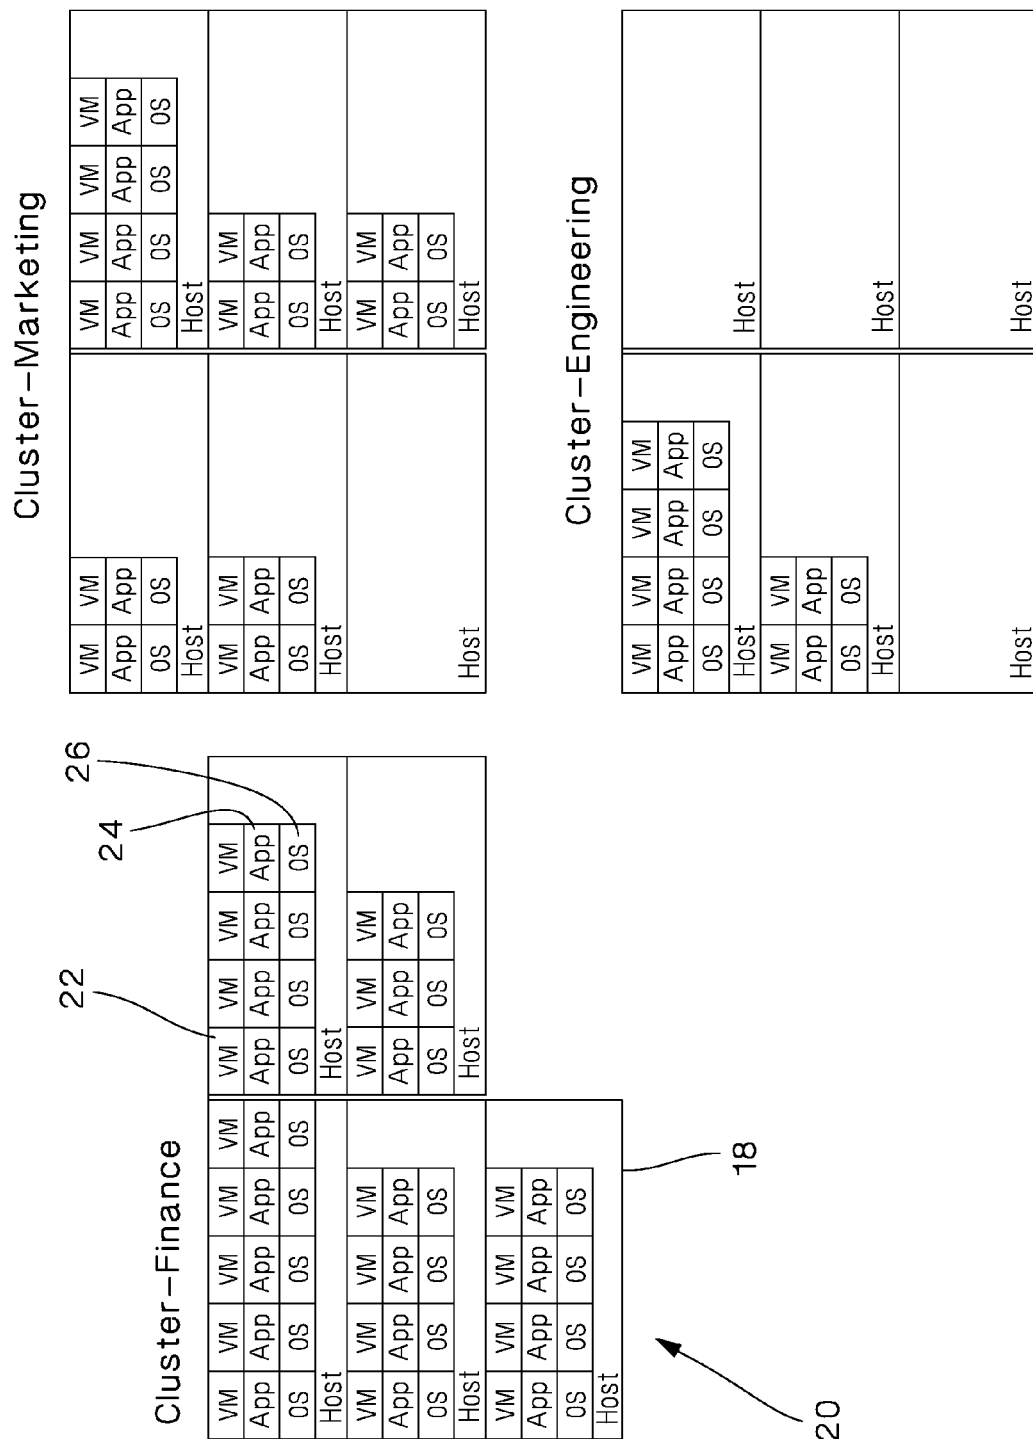 Cluster-Finance
VM VM VM VM VM VM VM VM VM
App App App App App App App App App
OS OS OS OS OS OS OS OS OS
Host Host
VM VM VM VM VM VM VM
App App App App App App App
OS OS OS OS OS OS OS
Host Host
VM VM VM VM
App App App App
OS OS OS OS
Host
22
24
26
18
20
Cluster-Marketing
VM VM VM VM VM VM
App App App App App App
OS OS OS OS OS OS
Host Host
VM VM VM VM
App App App App
OS OS OS OS
Host Host
VM VM
App App
OS OS
Host Host
Cluster-Engineering
VM VM VM VM
App App App App
OS OS OS OS
Host Host
VM VM
App App
OS OS
Host Host
Host Host